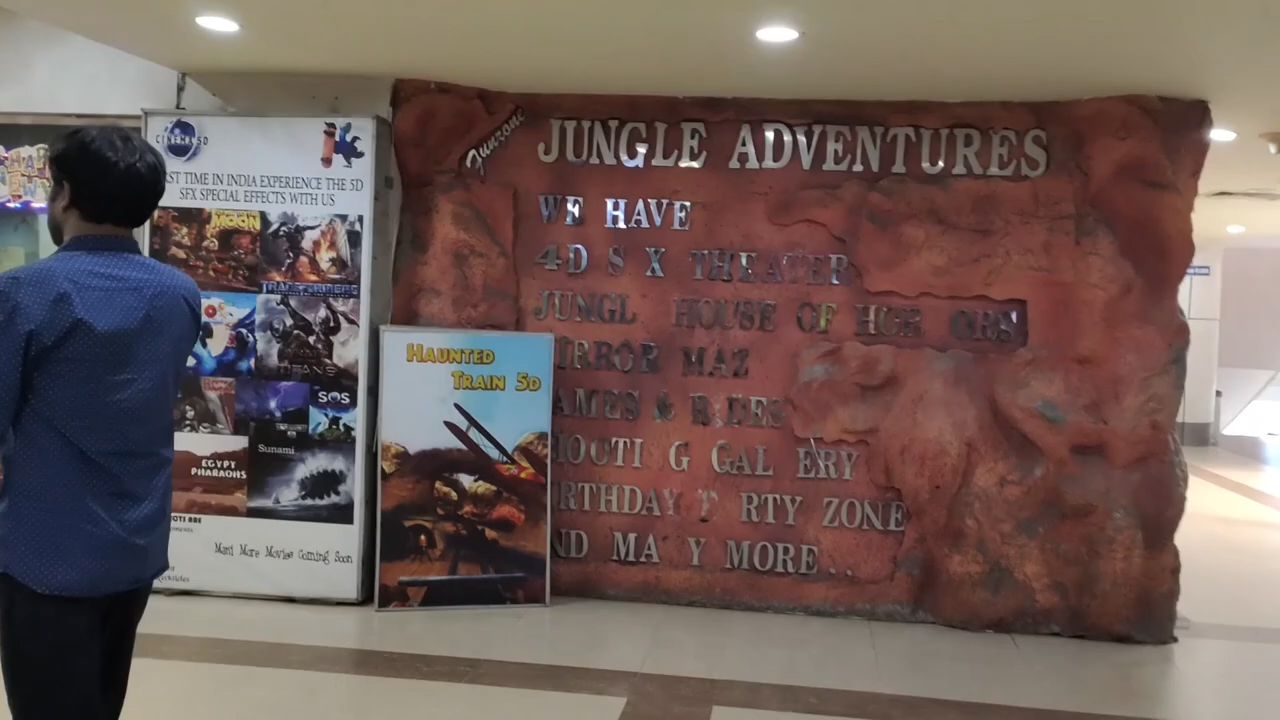 CINEMA 5D
ST TIME IN INDIA EXPERIENCE THE 5D
SFX SPECIAL EFFECTS WITH US
MOON
TRANSFORMERS
TITANS
SOS
EGYPT
PHARAOHS
Sunami
Mani More Movies Coming Soon
HAUNTED
TRAIN 5D
Funzone
JUNGLE ADVENTURES
WE HAVE
4D S X THEATER
JUNGL HOUSE OF HOR ORS
IRROR MAZ
AMES & RIDES
HOOTI G GAL ERY
IRTHDAY P RTY ZONE
ND MA Y MORE..